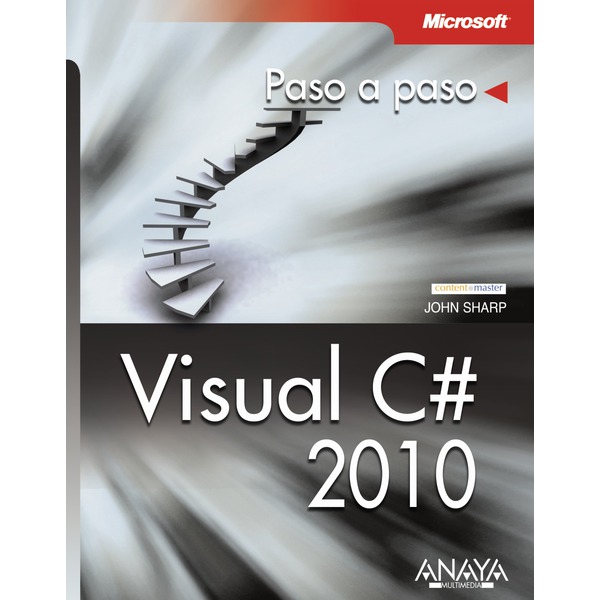 Microsoft
Paso a paso
content master
JOHN SHARP
Visual C#
2010
ANAYA
MULTIMEDIA